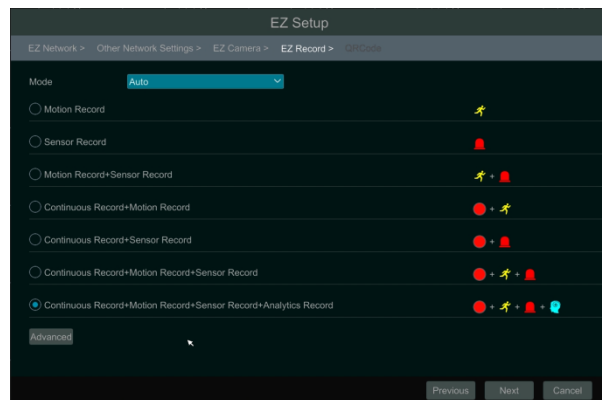 EZ Setup
EZ Network > Other Network Settings > EZ Camera > EZ Record > QRCode
Mode Auto
Motion Record
Sensor Record
Motion Record+Sensor Record
Continuous Record+Motion Record
Continuous Record+Sensor Record
Continuous Record+Motion Record+Sensor Record
Continuous Record+Motion Record+Sensor Record+Analytics Record
Advanced
Previous Next Cancel